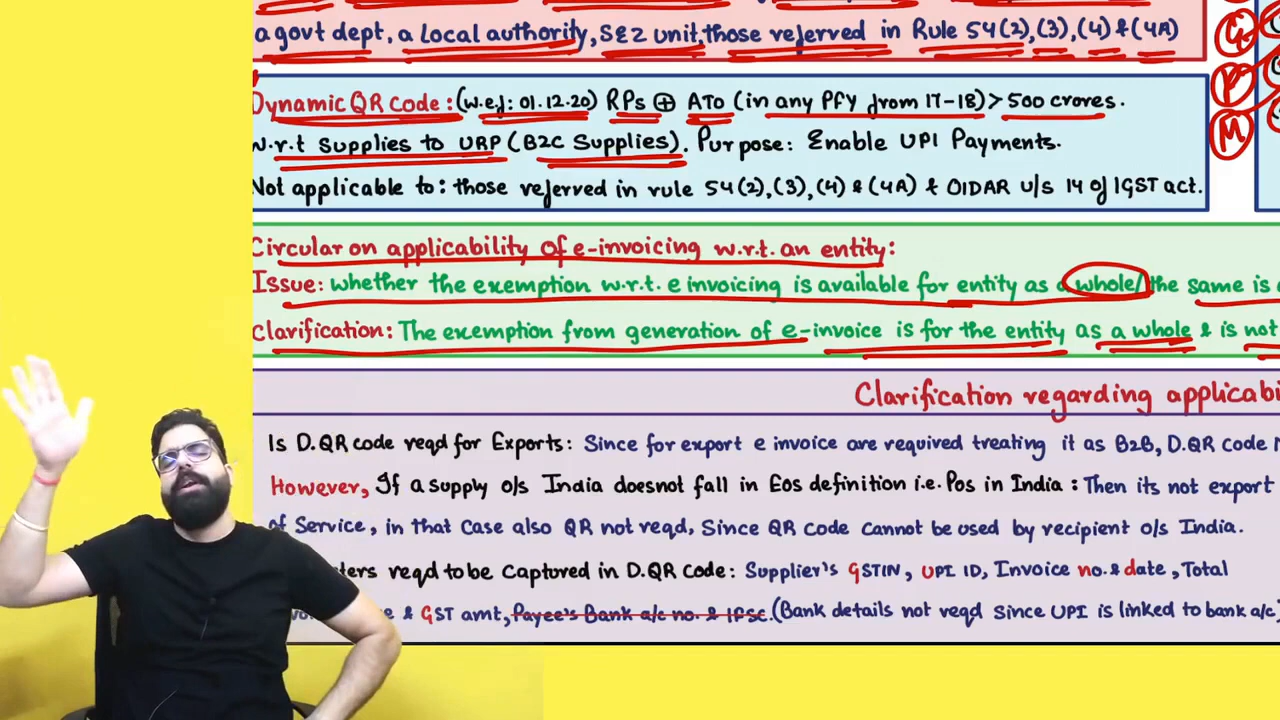 a govt dept, a Local authority, SEZ unit, those referred in Rule 54(2),(3),(4) & (4A)
G
P
M
Dynamic QR code: (w.e.f: 01.12.20) RPs ⊕ ATO (in any PFY from 17-18) > 500 crores.
w.r.t Supplies to URP (B2C Supplies). Purpose: Enable UPI Payments.
Not applicable to: those referred in rule 54(2),(3),(4) & (4A) & OIDAR u/s 14 of IGST act.
Circular on applicability of e-invoicing w.r.t. an entity:
Issue: whether the exemption w.r.t. e invoicing is available for entity as a whole/ the same is
Clarification: The exemption from generation of e-invoice is for the entity as a whole & is not
Clarification regarding applicabi
Is D.QR code reqd for Exports: Since for export e invoice are required treating it as B2B, D.QR code
However, If a supply o/s India doesnot fall in EoS definition i.e. Pos in India: Then its not export
of Service, in that case also QR not reqd, Since QR code cannot be used by recipient o/s India.
ters reqd to be Captured in D.QR code: Supplier's GSTIN, UPI ID, Invoice no. & date, Total
& GST amt, Payee's Bank a/c no. & IFSC. (Bank details not reqd Since UPI is linked to bank a/c)